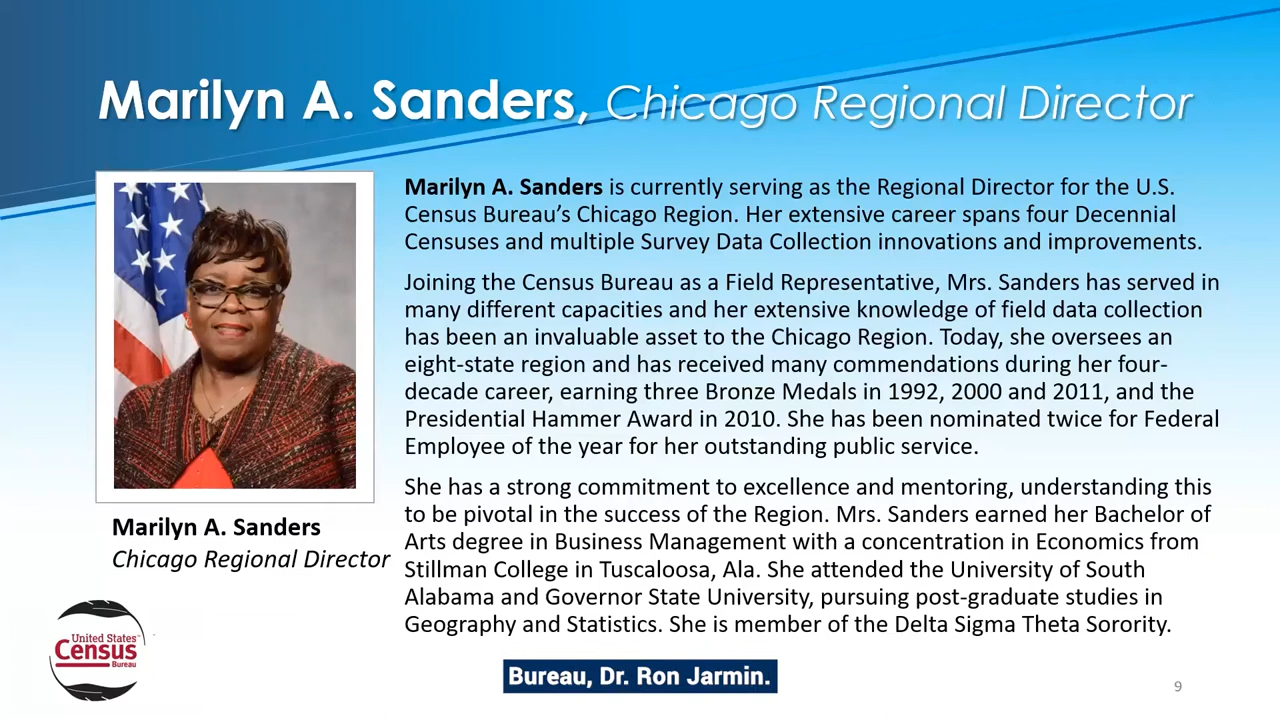 Marilyn A. Sanders, Chicago Regional Director
Marilyn A. Sanders is currently serving as the Regional Director for the U.S.
Census Bureau’s Chicago Region. Her extensive career spans four Decennial
Censuses and multiple Survey Data Collection innovations and improvements.
Joining the Census Bureau as a Field Representative, Mrs. Sanders has served in
many different capacities and her extensive knowledge of field data collection
has been an invaluable asset to the Chicago Region. Today, she oversees an
eight-state region and has received many commendations during her four-
decade career, earning three Bronze Medals in 1992, 2000 and 2011, and the
Presidential Hammer Award in 2010. She has been nominated twice for Federal
Employee of the year for her outstanding public service.
She has a strong commitment to excellence and mentoring, understanding this
to be pivotal in the success of the Region. Mrs. Sanders earned her Bachelor of
Arts degree in Business Management with a concentration in Economics from
Stillman College in Tuscaloosa, Ala. She attended the University of South
Alabama and Governor State University, pursuing post-graduate studies in
Geography and Statistics. She is member of the Delta Sigma Theta Sorority.
Marilyn A. Sanders
Chicago Regional Director
United States™
Census
Bureau
Bureau, Dr. Ron Jarmin.
9